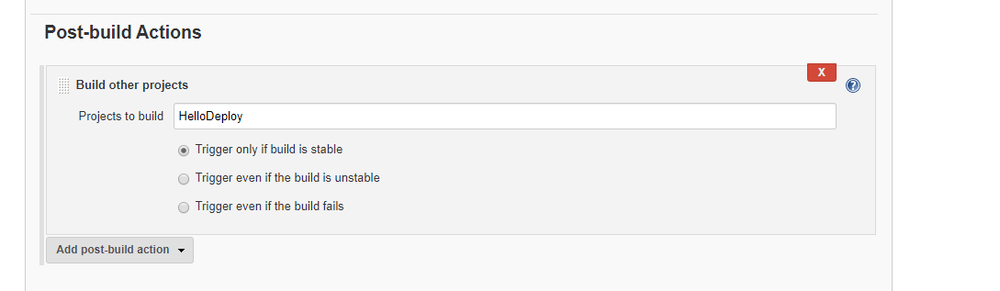 Post-build Actions
X
Build other projects
?
Projects to build HelloDeploy
Trigger only if build is stable
Trigger even if the build is unstable
Trigger even if the build fails
Add post-build action